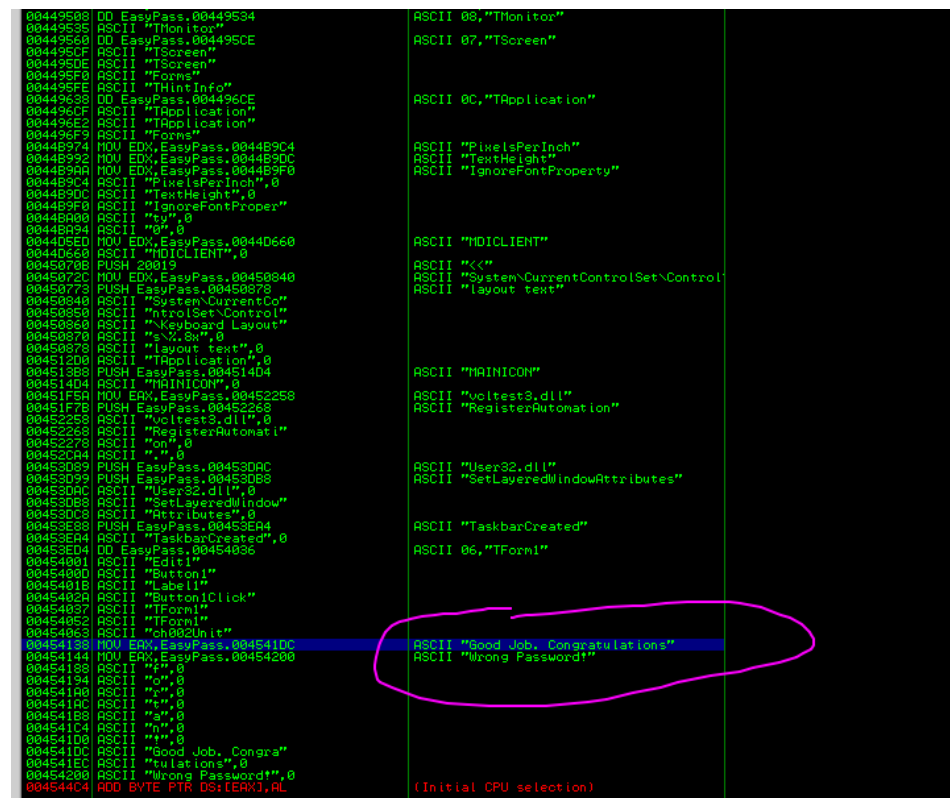 00449508 DD EasyPass.00449534 ASCII 08,"TMonitor"
00449535 ASCII "TMonitor"
00449560 DD EasyPass.004495CE ASCII 07,"TScreen"
004495CF ASCII "TScreen"
004495DE ASCII "TScreen"
004495F0 ASCII "Forms"
004495FE ASCII "THintInfo"
00449638 DD EasyPass.004496CE ASCII 0C,"TApplication"
004496CF ASCII "TApplication"
004496E2 ASCII "TApplication"
004496F9 ASCII "Forms"
0044B974 MOV EDX,EasyPass.0044B9C4 ASCII "PixelsPerInch"
0044B992 MOV EDX,EasyPass.0044B9DC ASCII "TextHeight"
0044B9AA MOV EDX,EasyPass.0044B9F0 ASCII "IgnoreFontProperty"
0044B9C4 ASCII "PixelsPerInch",0
0044B9DC ASCII "TextHeight",0
0044B9F0 ASCII "IgnoreFontProper"
0044BA00 ASCII "ty",0
0044BA94 ASCII "0",0
0044D5ED MOV EDX,EasyPass.0044D660 ASCII "MDICLIENT"
0044D660 ASCII "MDICLIENT",0
0045070B PUSH 20019 ASCII "<<"
0045072C MOV EDX,EasyPass.00450840 ASCII "System\CurrentControlSet\Control
00450773 PUSH EasyPass.00450878 ASCII "layout text"
00450840 ASCII "System\CurrentCo"
00450850 ASCII "ntrolSet\Control"
00450860 ASCII "\Keyboard Layout"
00450870 ASCII "s\%.8x",0
00450878 ASCII "layout text",0
004512D0 ASCII "TApplication",0
004513B8 PUSH EasyPass.004514D4 ASCII "MAINICON"
004514D4 ASCII "MAINICON",0
00451F5A MOV EAX,EasyPass.00452258 ASCII "vcltest3.dll"
00451F7B PUSH EasyPass.00452268 ASCII "RegisterAutomation"
00452258 ASCII "vcltest3.dll",0
00452268 ASCII "RegisterAutomati"
00452278 ASCII "on",0
00452CA4 ASCII ".",0
00453D89 PUSH EasyPass.00453DAC ASCII "User32.dll"
00453D99 PUSH EasyPass.00453DB8 ASCII "SetLayeredWindowAttributes"
00453DAC ASCII "User32.dll",0
00453DB8 ASCII "SetLayeredWindow"
00453DC8 ASCII "Attributes",0
00453E88 PUSH EasyPass.00453EA4 ASCII "TaskbarCreated"
00453EA4 ASCII "TaskbarCreated",0
00453ED4 DD EasyPass.00454036 ASCII 06,"TForm1"
00454001 ASCII "Edit1"
0045400D ASCII "Button1"
0045401B ASCII "Label1"
0045402A ASCII "Button1Click"
00454037 ASCII "TForm1"
00454052 ASCII "TForm1"
00454063 ASCII "ch002Unit"
00454138 MOV EAX,EasyPass.004541DC ASCII "Good Job. Congratulations"
00454144 MOV EAX,EasyPass.00454200 ASCII "Wrong Password!"
00454188 ASCII "f",0
00454194 ASCII "o",0
004541A0 ASCII "r",0
004541AC ASCII "t",0
004541B8 ASCII "a",0
004541C4 ASCII "n",0
004541D0 ASCII "!",0
004541DC ASCII "Good Job. Congra"
004541EC ASCII "tulations",0
00454200 ASCII "Wrong Password!",0
004544C4 ADD BYTE PTR DS:[EAX],AL (Initial CPU selection)